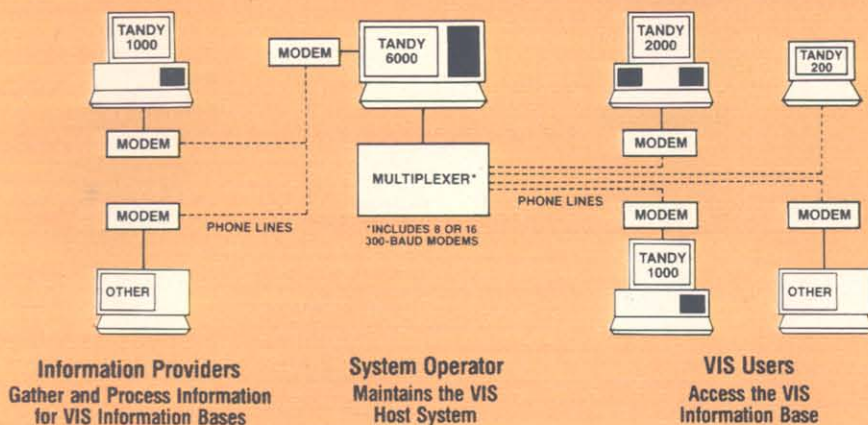 TANDY
1000
MODEM
MODEM
OTHER
PHONE LINES
MODEM
TANDY
6000
MULTIPLEXER*
*INCLUDES 8 OR 16
300-BAUD MODEMS
PHONE LINES
TANDY
2000
MODEM
MODEM
TANDY
1000
TANDY
200
MODEM
OTHER
Information Providers
Gather and Process Information
for VIS Information Bases
System Operator
Maintains the VIS
Host System
VIS Users
Access the VIS
Information Base